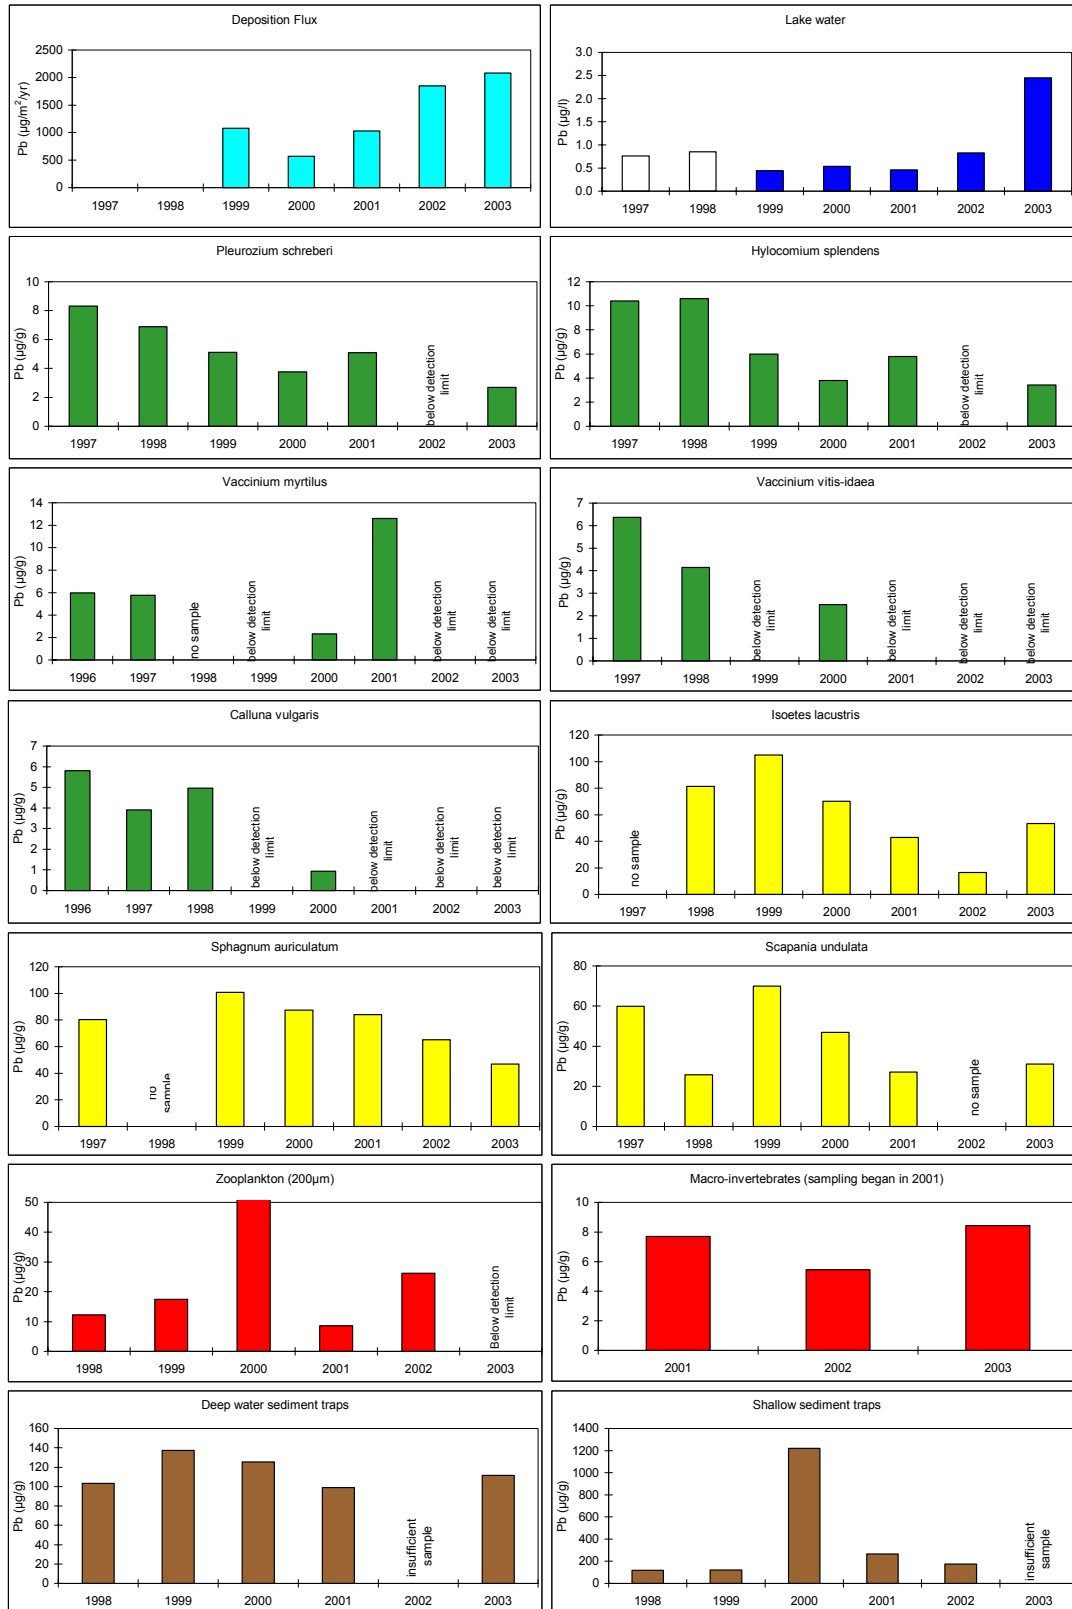 Deposition Flux
Pb (µg/m²/yr)
2500
2000
1500
1000
500
0
1997 1998 1999 2000 2001 2002 2003
Lake water
Pb (µg/l)
3.0
2.5
2.0
1.5
1.0
0.5
0.0
1997 1998 1999 2000 2001 2002 2003
Pleurozium schreberi
Pb (µg/g)
10
8
6
4
2
0
below detection
limit
1997 1998 1999 2000 2001 2002 2003
Hylocomium splendens
Pb (µg/g)
12
10
8
6
4
2
0
below detection
limit
1997 1998 1999 2000 2001 2002 2003
Vaccinium myrtilus
Pb (µg/g)
14
12
10
8
6
4
2
0
no sample
below detection
limit
below detection
limit
below detection
limit
1996 1997 1998 1999 2000 2001 2002 2003
Vaccinium vitis-idaea
Pb (µg/g)
7
6
5
4
3
2
1
0
below detection
limit
below detection
limit
below detection
limit
below detection
limit
1997 1998 1999 2000 2001 2002 2003
Calluna vulgaris
Pb (µg/g)
7
6
5
4
3
2
1
0
below detection
limit
below detection
limit
below detection
limit
below detection
limit
1996 1997 1998 1999 2000 2001 2002 2003
Isoetes lacustris
Pb (µg/g)
120
100
80
60
40
20
0
no sample
1997 1998 1999 2000 2001 2002 2003
Sphagnum auriculatum
Pb (µg/g)
120
100
80
60
40
20
0
no
sample
1997 1998 1999 2000 2001 2002 2003
Scapania undulata
Pb (µg/g)
80
60
40
20
0
no sample
1997 1998 1999 2000 2001 2002 2003
Zooplankton (200µm)
Pb (µg/g)
50
40
30
20
10
0
Below detection
limit
1998 1999 2000 2001 2002 2003
Macro-invertebrates (sampling began in 2001)
Pb (µg/g)
10
8
6
4
2
0
2001 2002 2003
Deep water sediment traps
Pb (µg/g)
160
140
120
100
80
60
40
20
0
insufficient
sample
1998 1999 2000 2001 2002 2003
Shallow sediment traps
Pb (µg/g)
1400
1200
1000
800
600
400
200
0
insufficient
sample
1998 1999 2000 2001 2002 2003